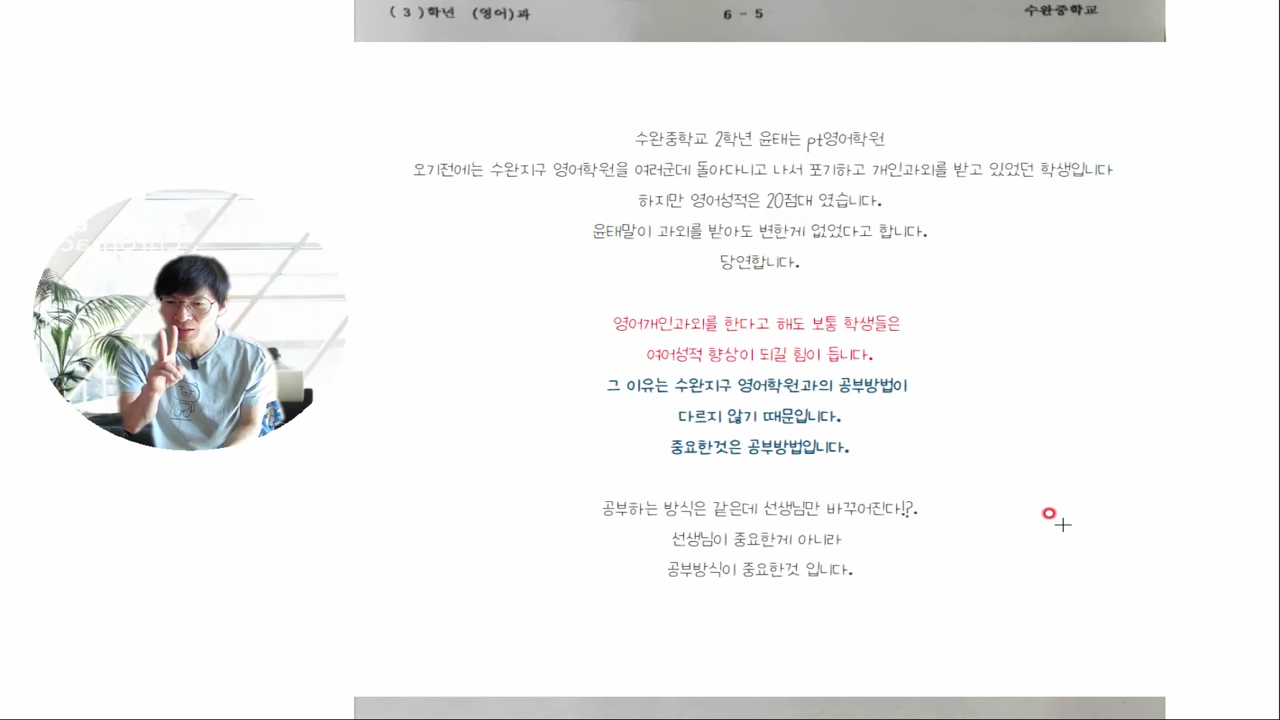 ( 3 )학년 (영어)과 6 - 5 수완중학교
수완중학교 2학년 윤태는 pt영어학원
오기전에는 수완지구 영어학원을 여러군데 돌아다니고 나서 포기하고 개인과외를 받고 있었던 학생입니다
하지만 영어성적은 20점대 였습니다.
윤태말이 과외를 받아도 변한게 없었다고 합니다.
당연합니다.
영어개인과외를 한다고 해도 보통 학생들은
여어성적 향상이 되길 힘이 듭니다.
그 이유는 수완지구 영어학원과의 공부방법이
다르지 않기 때문입니다.
중요한것은 공부방법입니다.
공부하는 방식은 같은데 선생님만 바꾸어진다!?.
선생님이 중요한게 아니라
공부방식이 중요한것 입니다.